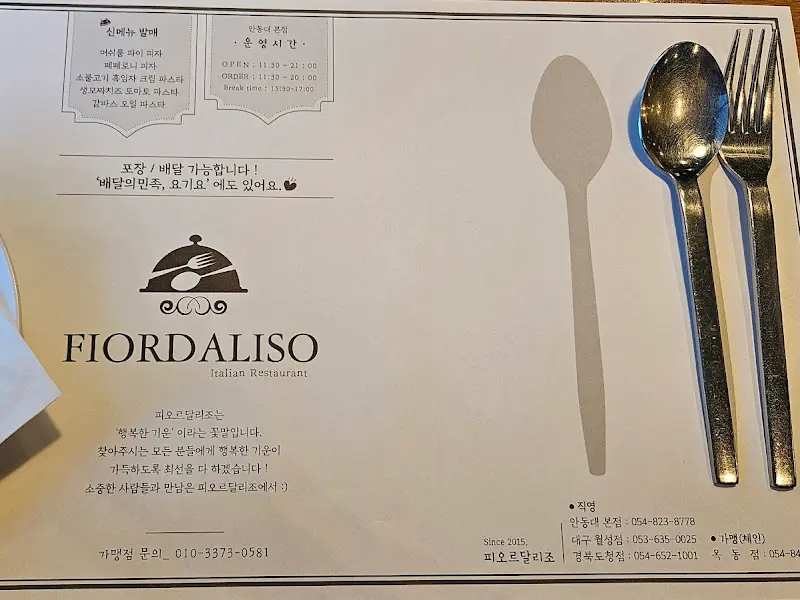 신메뉴 발매
머쉬룸 파이 피자
페페로니 피자
소불고기 흑임자 크림 파스타
생모짜치즈 토마토 파스타
감바스 오일 파스타
안동대 본점
· 운영시간 ·
OPEN : 11:30 ~ 21 : 00
ORDER : 11:30 ~ 20 : 00
Break time : 15:30~17:00
포장 / 배달 가능합니다 !
'배달의민족, 요기요' 에도 있어요.
FIORDALISO
Italian Restaurant
피오르달리조는
'행복한 기운' 이라는 꽃말입니다.
찾아주시는 모든 분들에게 행복한 기운이
가득하도록 최선을 다 하겠습니다 !
소중한 사람들과 만남은 피오르달리조에서 :)
가맹점 문의_ 010-3373-0581
Since 2015,
피오르달리조
• 직영
안동대 본점 : 054-823-8778
대구 월성점 : 053-635-0025
경북도청점 : 054-652-1001
• 가맹(체인)
옥 동 점 : 054-84